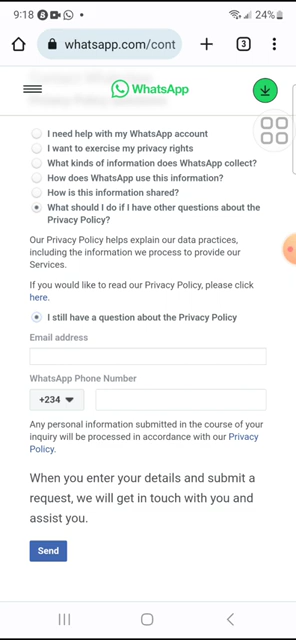 9:18
24%
whatsapp.com/cont
3
WhatsApp
I need help with my WhatsApp account
I want to exercise my privacy rights
What kinds of information does WhatsApp collect?
How does WhatsApp use this information?
How is this information shared?
What should I do if I have other questions about the
Privacy Policy?
Our Privacy Policy helps explain our data practices,
including the information we process to provide our
Services.
If you would like to read our Privacy Policy, please click
here.
I still have a question about the Privacy Policy
Email address
WhatsApp Phone Number
+234
Any personal information submitted in the course of your
inquiry will be processed in accordance with our Privacy
Policy.
When you enter your details and submit a
request, we will get in touch with you and
assist you.
Send